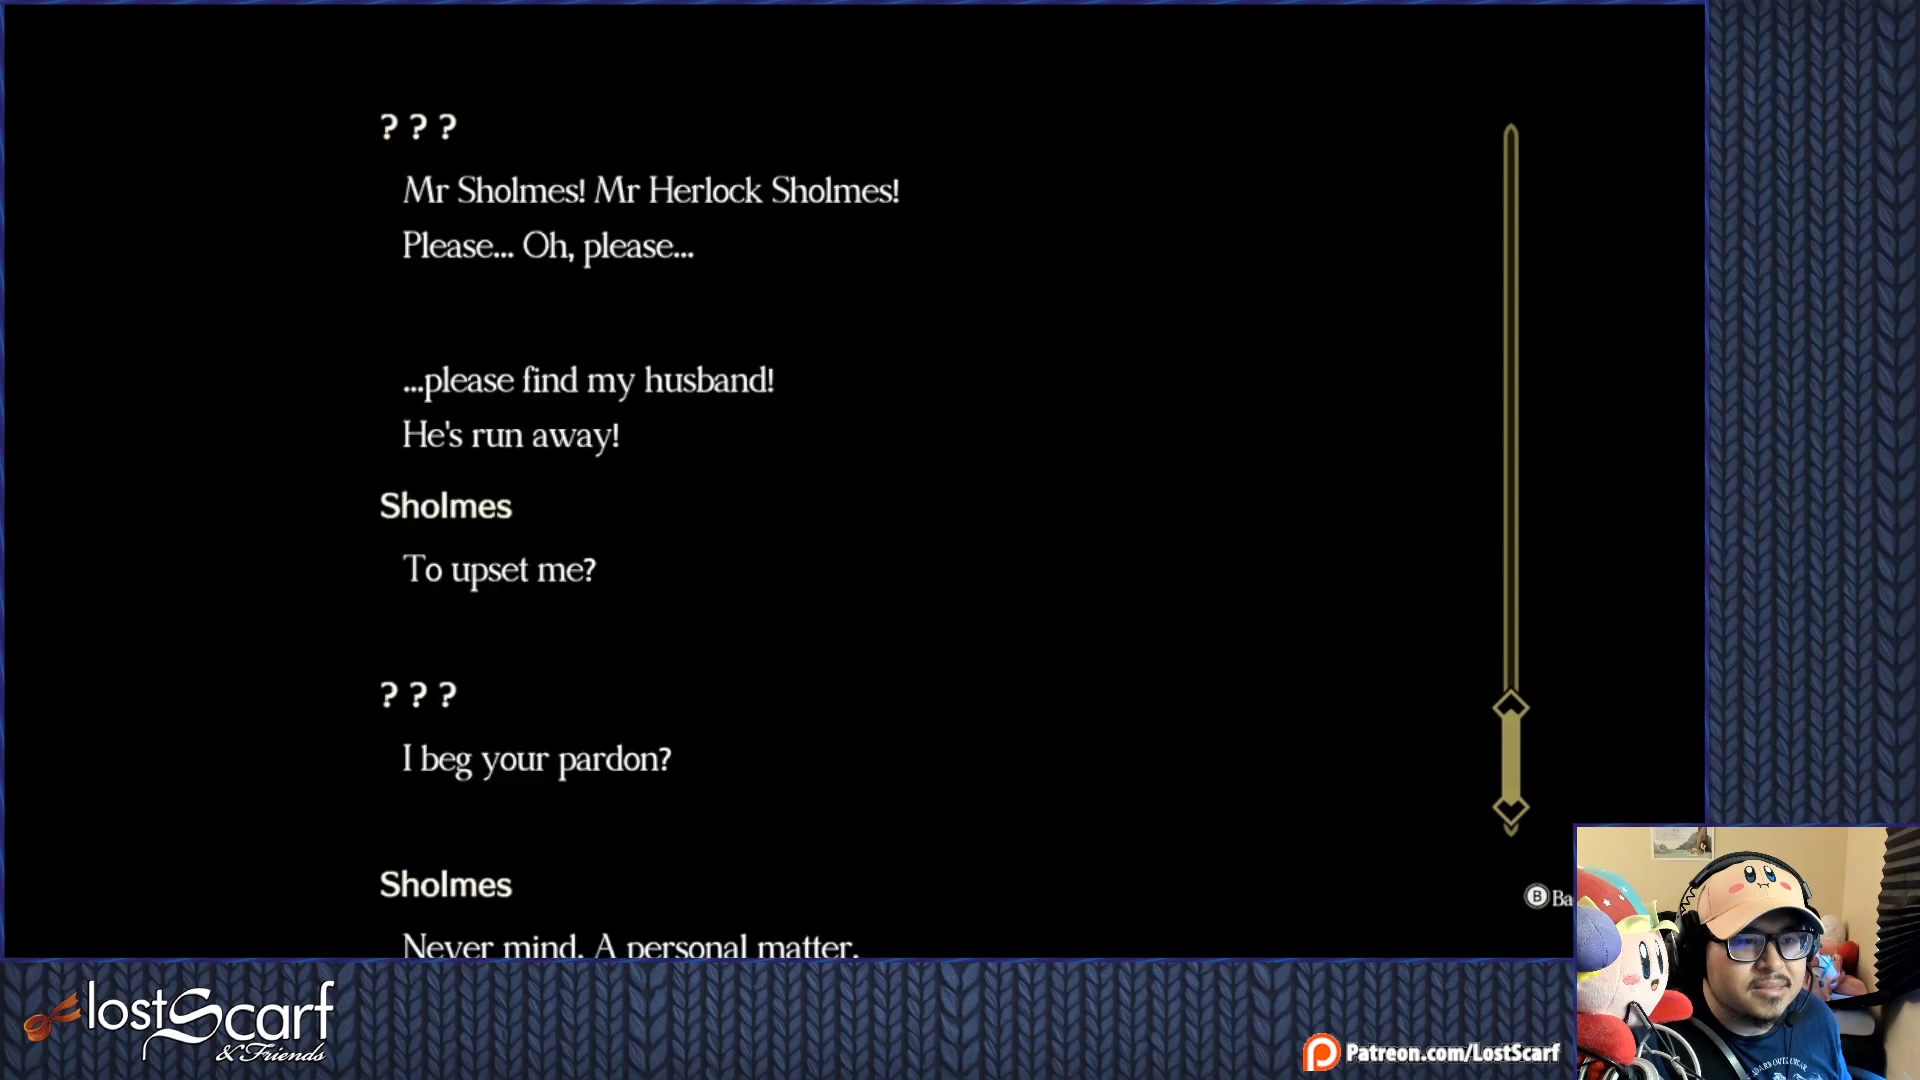 ? ? ?
Mr Sholmes! Mr Herlock Sholmes!
Please... Oh, please...
...please find my husband!
He's run away!
Sholmes
To upset me?
? ? ?
I beg your pardon?
Sholmes
Never mind. A personal matter.
B
lostScarf
& Friends
Patreon.com/LostScarf